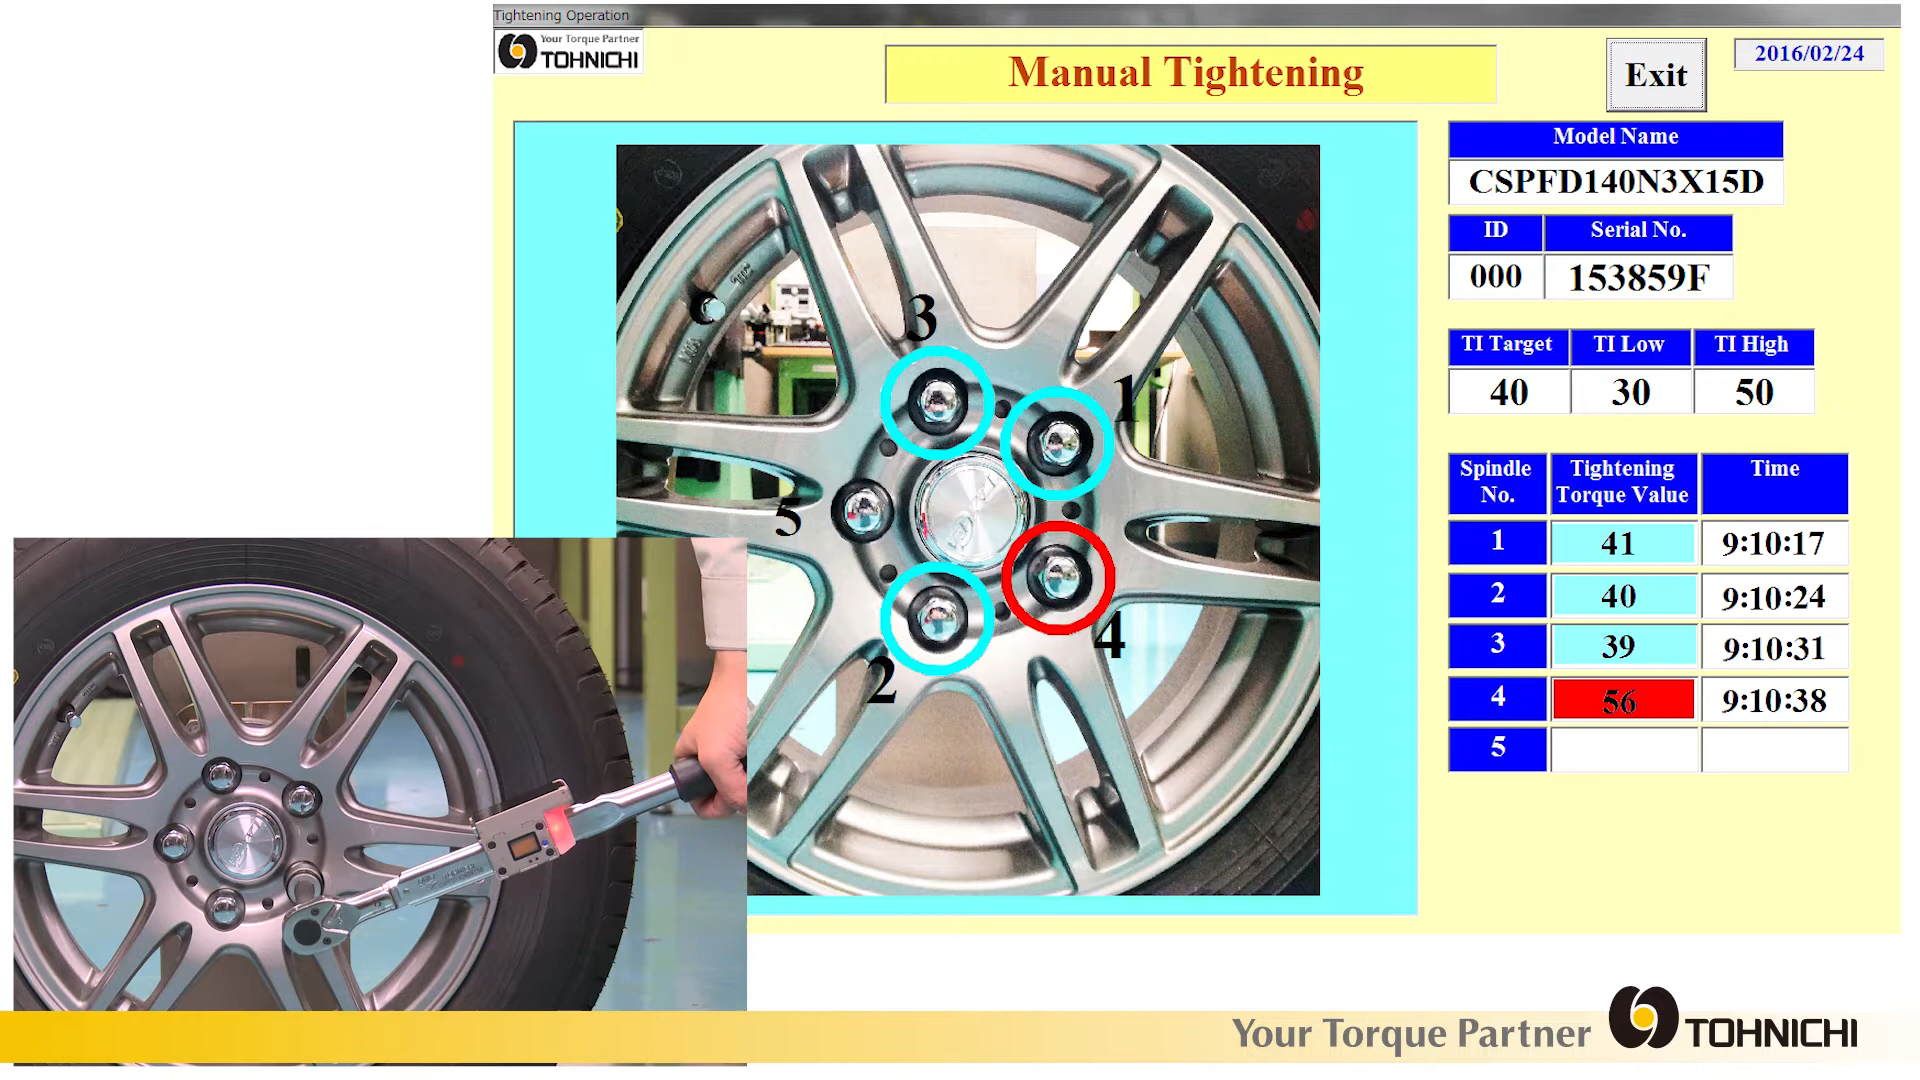 Tightening Operation
Your Torque Partner
TOHNICHI
Manual Tightening
Exit
2016/02/24
Model Name
CSPFD140N3X15D
ID Serial No.
000 153859F
TI Target TI Low TI High
40 30 50
Spindle No. Tightening Torque Value Time
1 41 9:10:17
2 40 9:10:24
3 39 9:10:31
4 56 9:10:38
5
3
1
5
4
2
Your Torque Partner TOHNICHI